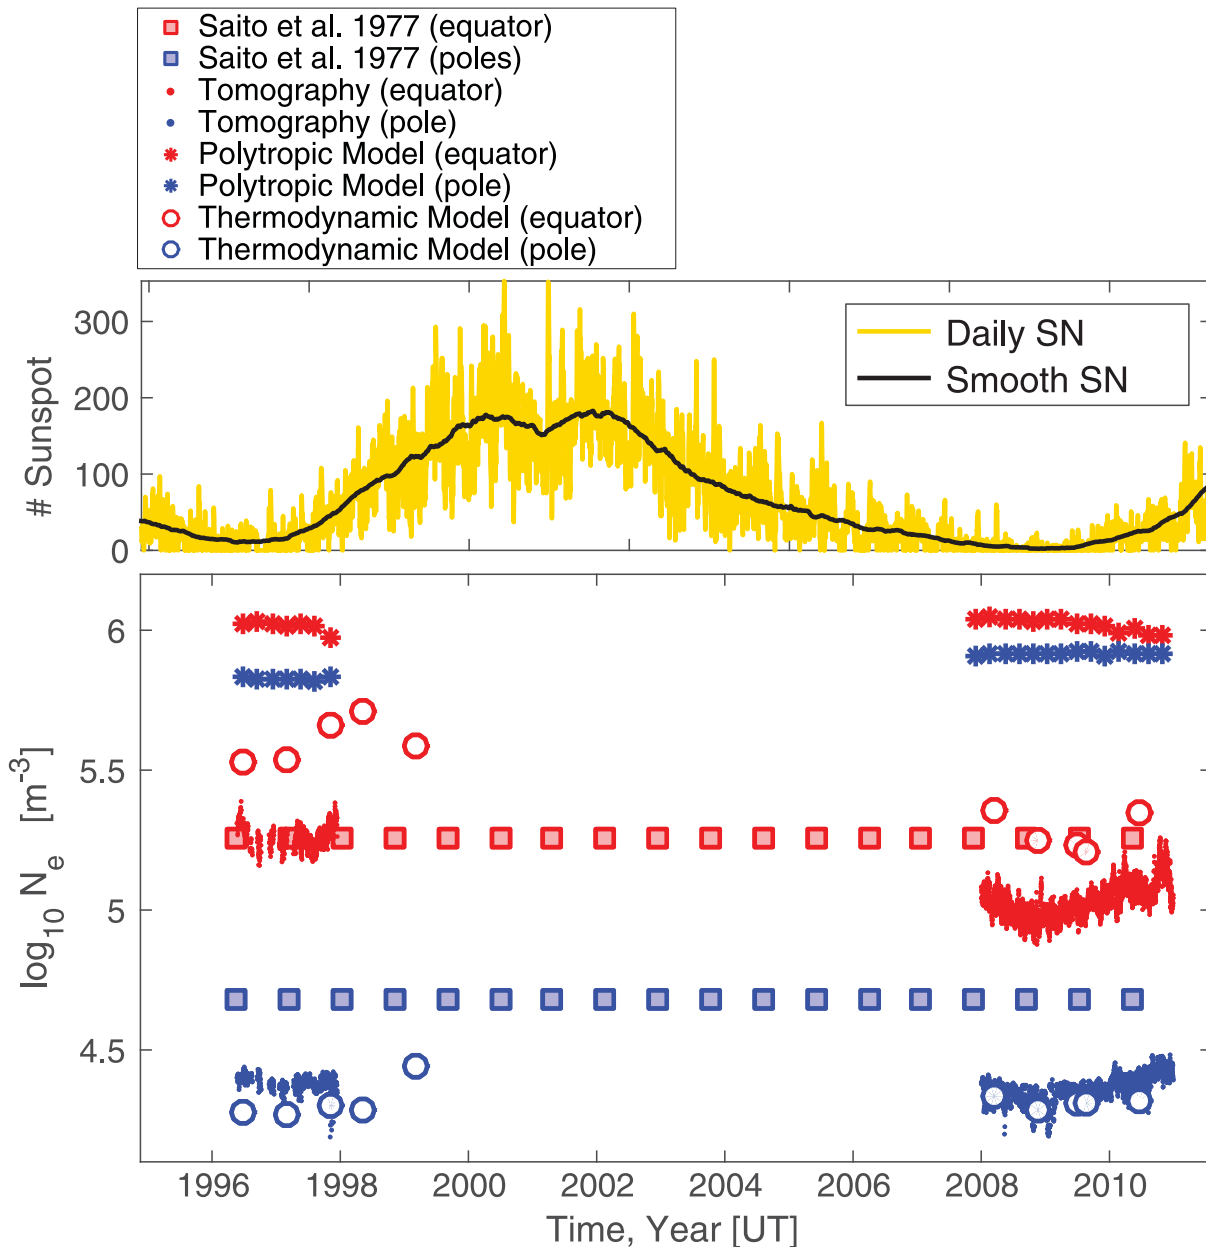 Saito et al. 1977 (equator)
Saito et al. 1977 (poles)
Tomography (equator)
Tomography (pole)
Polytropic Model (equator)
Polytropic Model (pole)
Thermodynamic Model (equator)
Thermodynamic Model (pole)
# Sunspot
300
200
100
0
Daily SN
Smooth SN
log10 Ne [m-3]
6
5.5
5
4.5
1996 1998 2000 2002 2004 2006 2008 2010
Time, Year [UT]